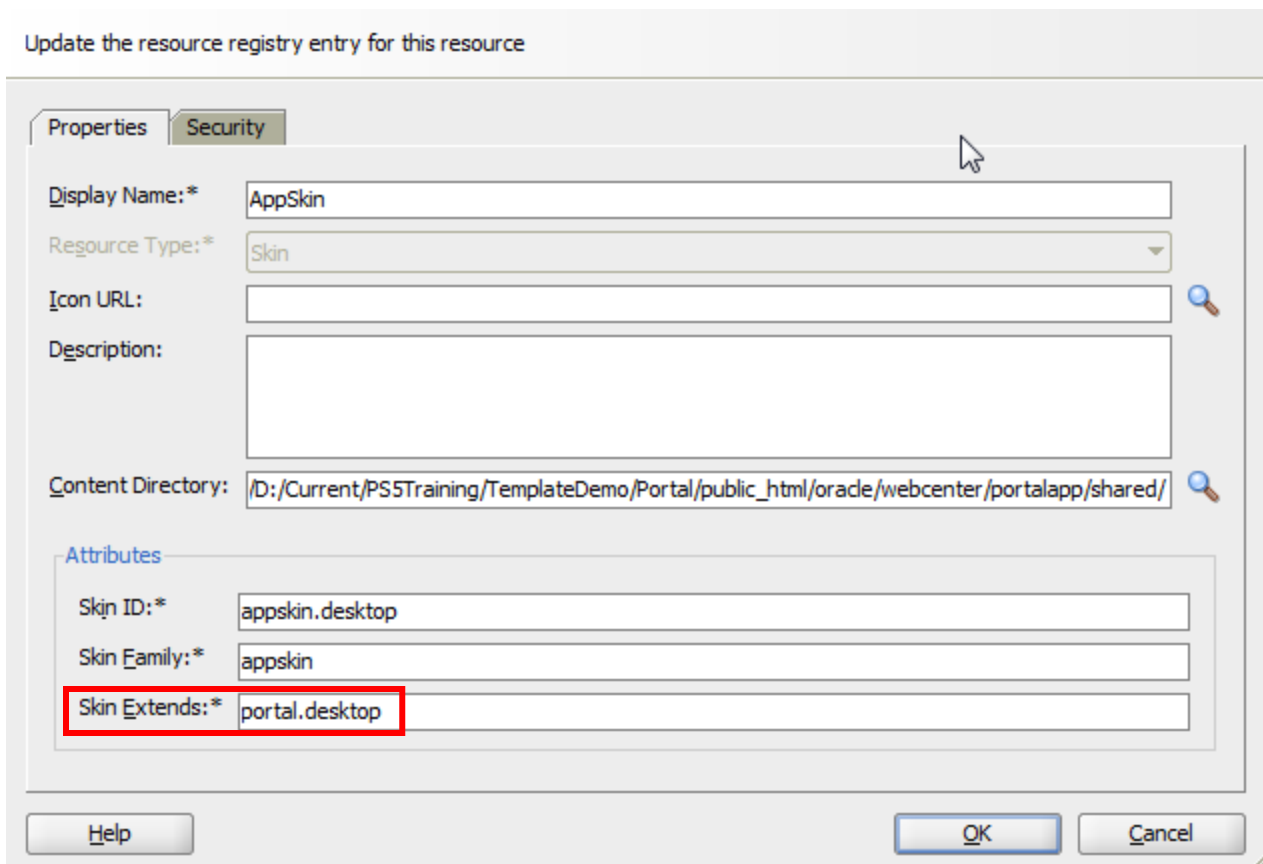 Update the resource registry entry for this resource
Properties
Security
Display Name:*
AppSkin
Resource Type:*
Skin
Icon URL:
Description:
Content Directory:
/D:/Current/PS5Training/TemplateDemo/Portal/public_html/oracle/webcenter/portalapp/shared/
Attributes
Skin ID:*
appskin.desktop
Skin Family:*
appskin
Skin Extends:*
portal.desktop
Help
OK
Cancel